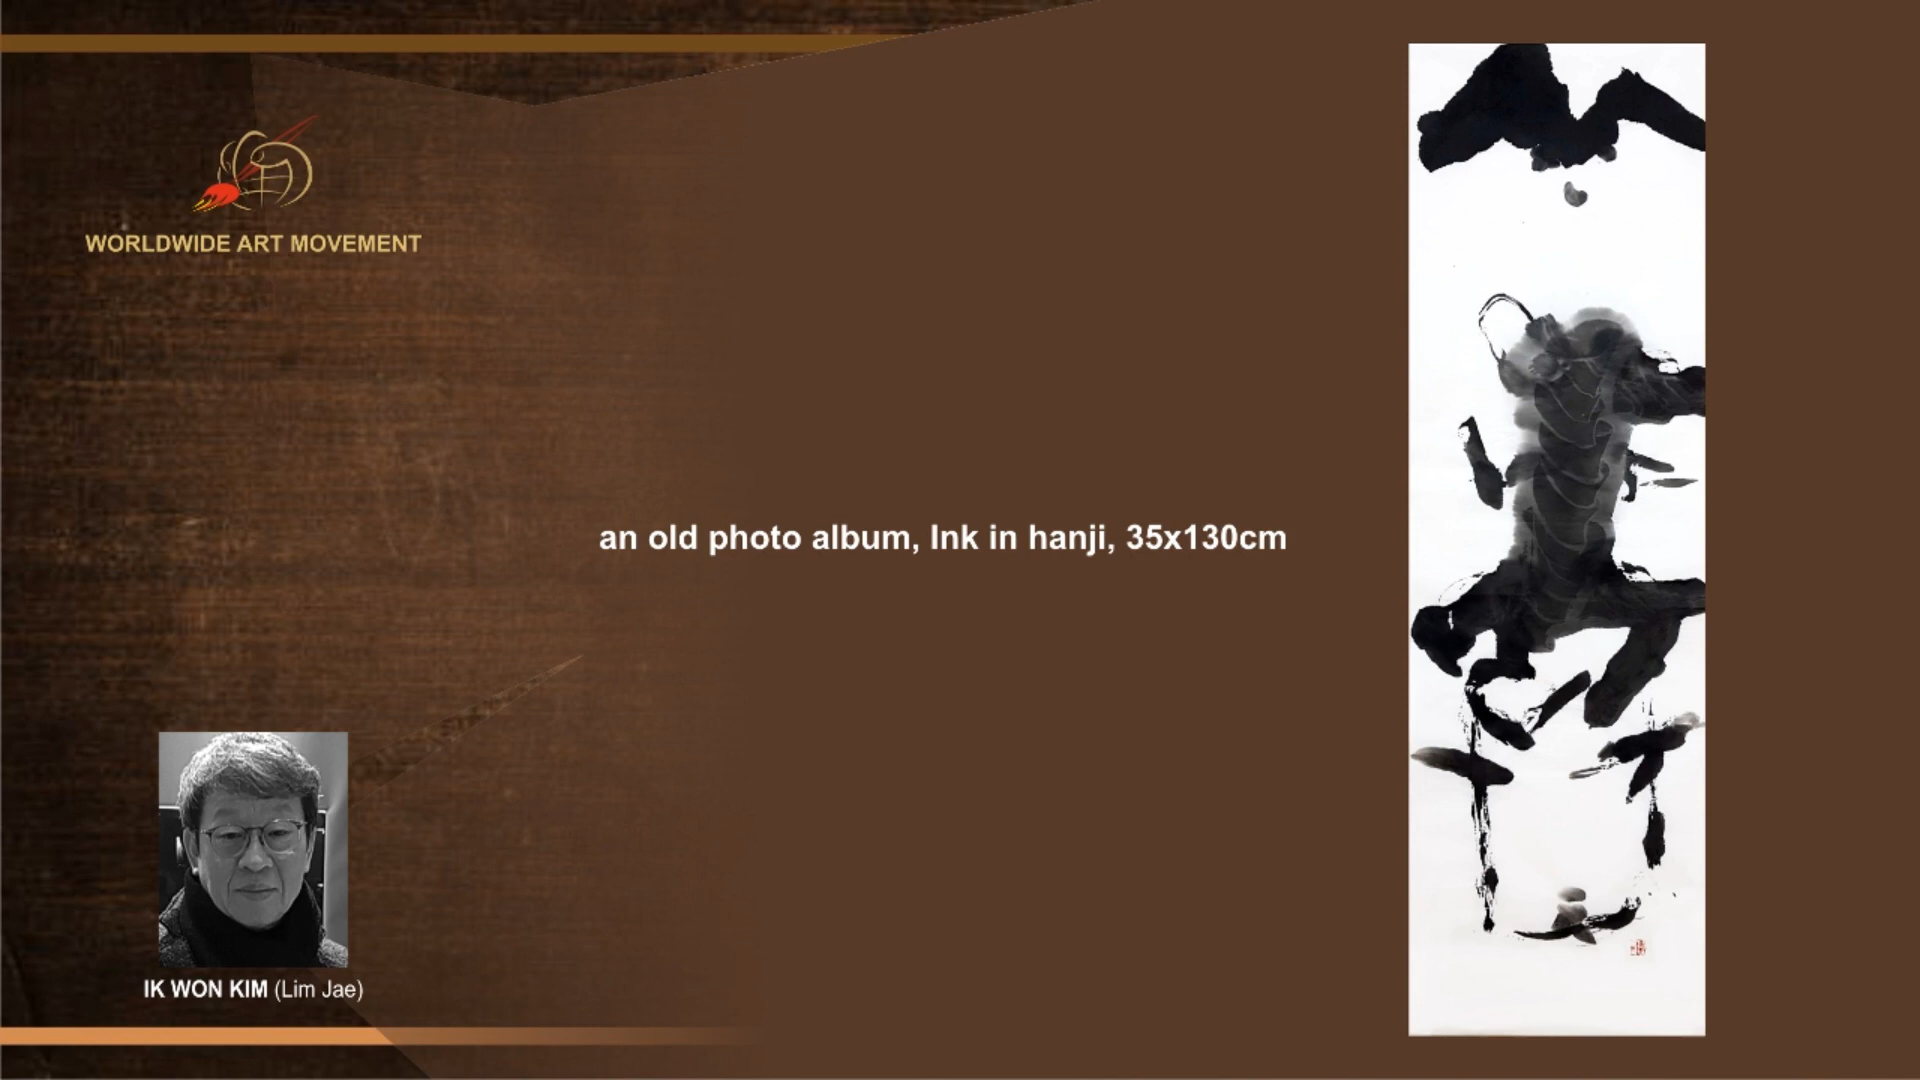 WORLDWIDE ART MOVEMENT
an old photo album, Ink in hanji, 35x130cm
IK WON KIM (Lim Jae)